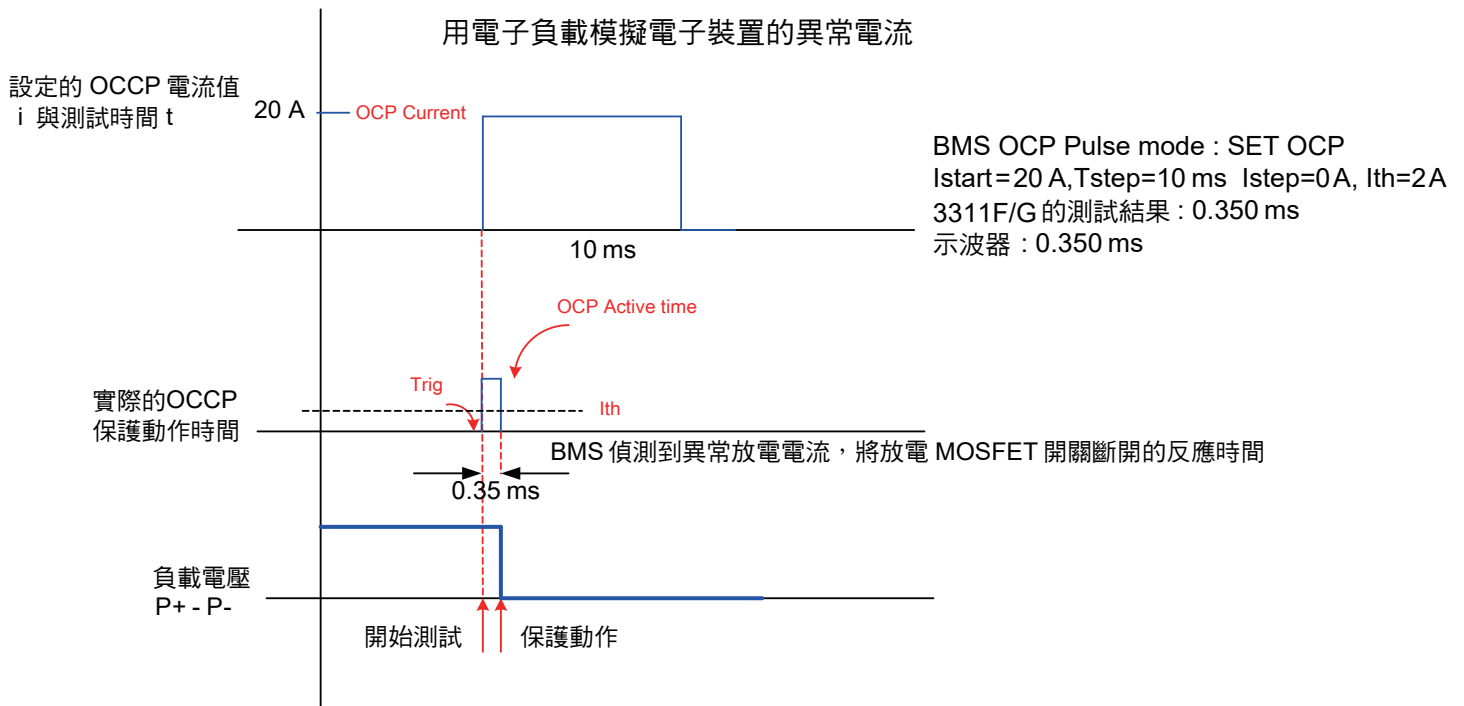 用電子負載模擬電子裝置的異常電流
設定的 OCCP 電流值
i 與測試時間 t
20 A
OCP Current
BMS OCP Pulse mode : SET OCP
Istart=20 A,Tstep=10 ms Istep=0A, Ith=2A
3311F/G 的測試結果 : 0.350 ms
示波器 : 0.350 ms
10 ms
OCP Active time
Trig
Ith
實際的OCCP
保護動作時間
BMS 偵測到異常放電電流，將放電 MOSFET 開關斷開的反應時間
0.35 ms
負載電壓
P+ - P-
開始測試
保護動作